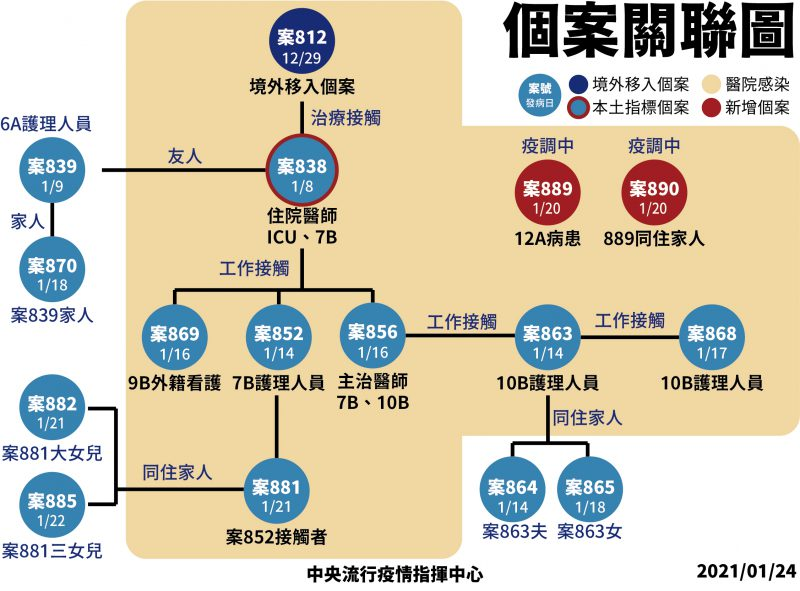 個案關聯圖
案號
發病日
境外移入個案
醫院感染
本土指標個案
新增個案
案812
12/29
境外移入個案
治療接觸
6A護理人員
案839
1/9
友人
案838
1/8
住院醫師
ICU、7B
家人
案870
1/18
案839家人
疫調中
案889
1/20
12A病患
疫調中
案890
1/20
889同住家人
工作接觸
案869
1/16
9B外籍看護
案852
1/14
7B護理人員
案856
1/16
主治醫師
7B、10B
工作接觸
案863
1/14
10B護理人員
工作接觸
案868
1/17
10B護理人員
案882
1/21
案881大女兒
同住家人
案885
1/22
案881三女兒
案881
1/21
案852接觸者
同住家人
案864
1/14
案863夫
案865
1/18
案863女
中央流行疫情指揮中心
2021/01/24